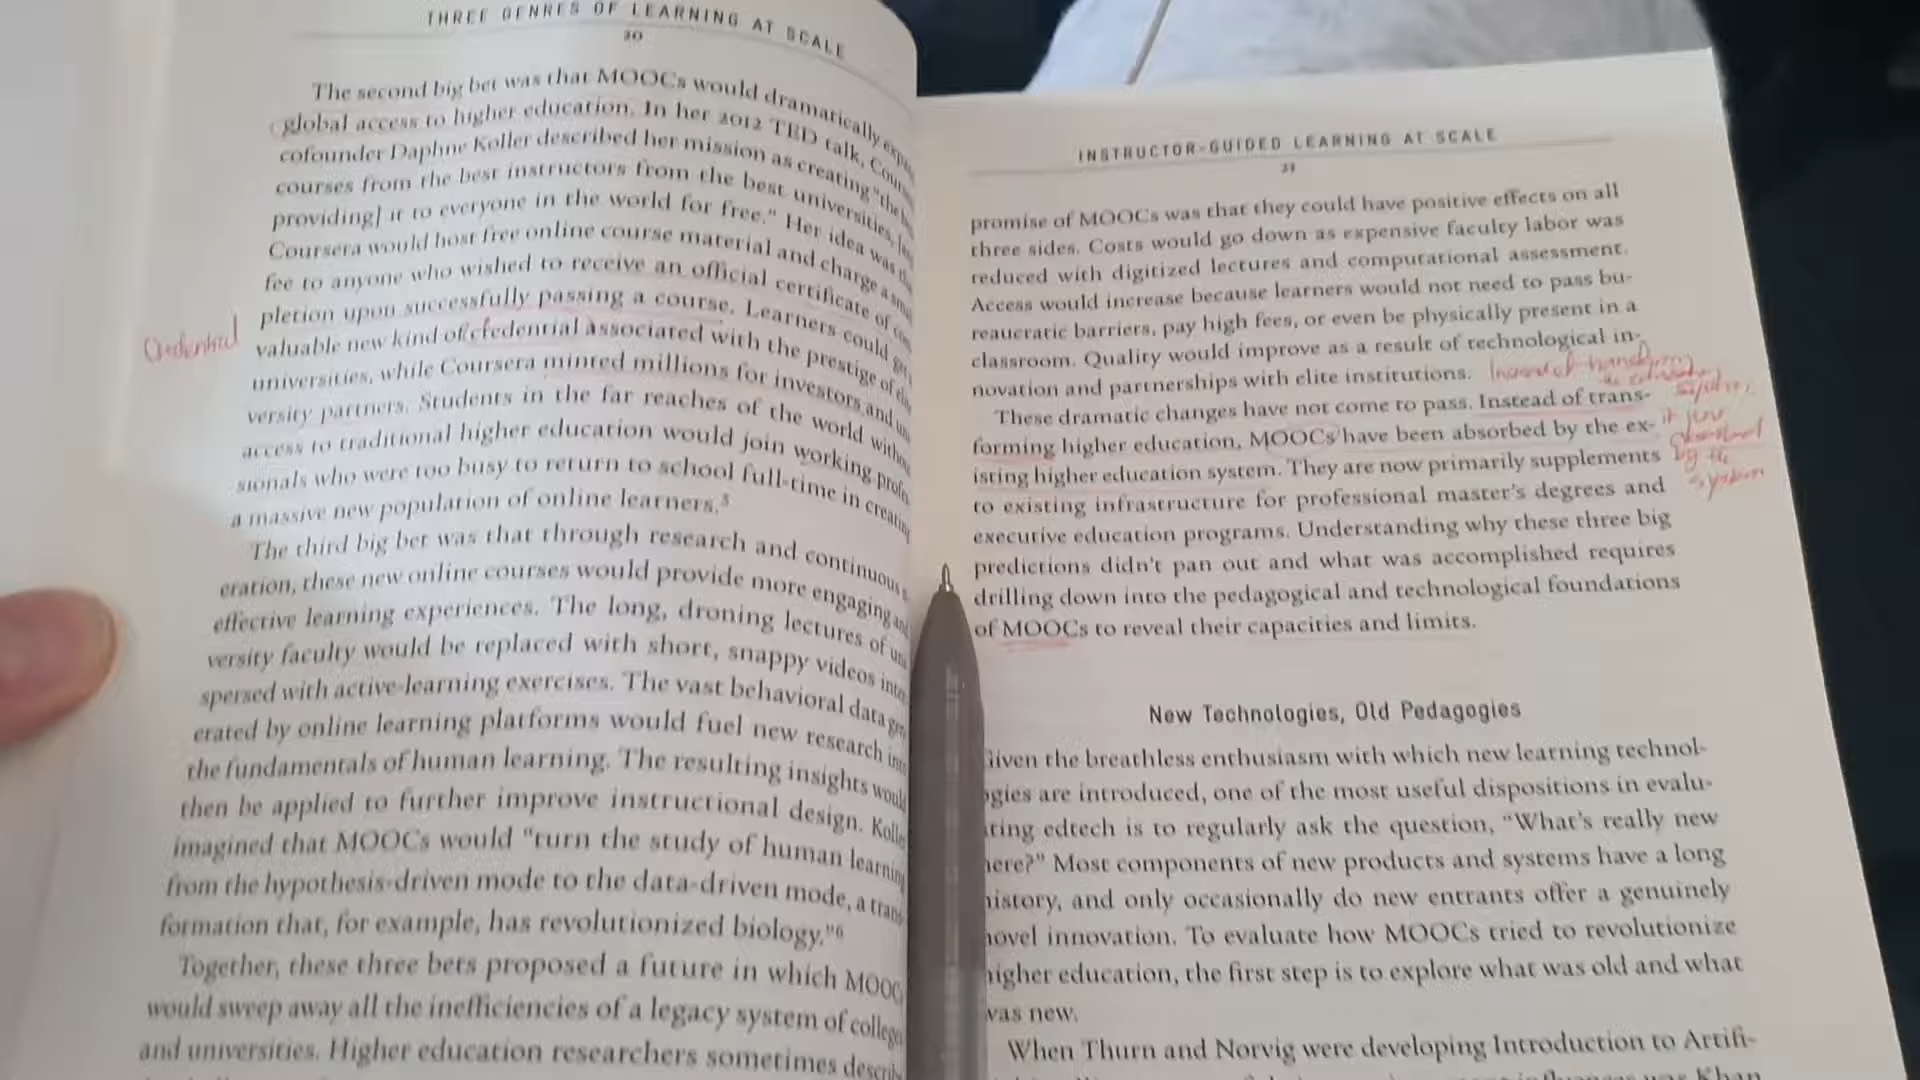 THREE GENRES OF LEARNING AT SCALE
30
The second big bet was that MOOCs would dramatically
global access to higher education. In her 2012 TED talk,
cofounder Daphne Koller described her mission as creating "the
courses from the best instructors from the best universities,
providing] it to everyone in the world for free." Her idea was
Coursera would host free online course material and charge a
fee to anyone who wished to receive an official certificate of
pletion upon successfully passing a course. Learners could
Credential
valuable new kind of credential associated with the prestige of
universities, while Coursera minted millions for investors and
versity partners. Students in the far reaches of the world
access to traditional higher education would join working
sionals who were too busy to return to school full-time in
a massive new population of online learners.5
The third big bet was that through research and continuous
eration, these new online courses would provide more engaging
effective learning experiences. The long, droning lectures of
versity faculty would be replaced with short, snappy videos
spersed with active-learning exercises. The vast behavioral data
erated by online learning platforms would fuel new research
the fundamentals of human learning. The resulting insights
then be applied to further improve instructional design.
imagined that MOOCs would "turn the study of human learning
from the hypothesis-driven mode to the data-driven mode, a
formation that, for example, has revolutionized biology."6
Together, these three bets proposed a future in which
would sweep away all the inefficiencies of a legacy system of
and universities. Higher education researchers sometimes
INSTRUCTOR-GUIDED LEARNING AT SCALE
31
promise of MOOCs was that they could have positive effects on all
three sides. Costs would go down as expensive faculty labor was
reduced with digitized lectures and computational assessment.
Access would increase because learners would not need to pass bu-
reaucratic barriers, pay high fees, or even be physically present in a
classroom. Quality would improve as a result of technological in-
novation and partnerships with elite institutions.
Instead of
system,
These dramatic changes have not come to pass. Instead of trans-
it
forming higher education, MOOCs have been absorbed by the ex-
by the
isting higher education system. They are now primarily supplements
system
to existing infrastructure for professional master's degrees and
executive education programs. Understanding why these three big
predictions didn't pan out and what was accomplished requires
drilling down into the pedagogical and technological foundations
of MOOCs to reveal their capacities and limits.
New Technologies, Old Pedagogies
the breathless enthusiasm with which new learning technol-
are introduced, one of the most useful dispositions in evalu-
edtech is to regularly ask the question, "What's really new
Most components of new products and systems have a long
and only occasionally do new entrants offer a genuinely
innovation. To evaluate how MOOCs tried to revolutionize
education, the first step is to explore what was old and what
new.
When Thurn and Norvig were developing Introduction to Artifi-
Khan